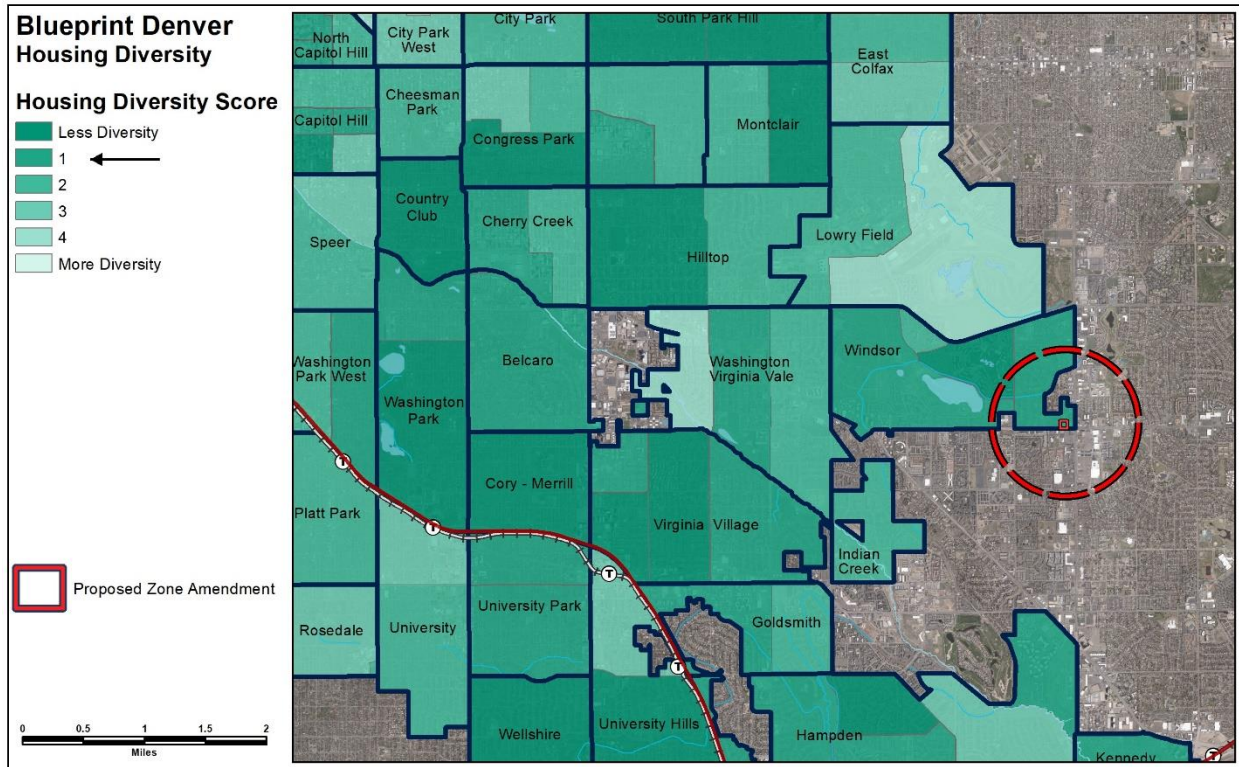 Blueprint Denver
Housing Diversity
Housing Diversity Score
Less Diversity
1
2
3
4
More Diversity
Proposed Zone Amendment
0 0.5 1 1.5 2
Miles
North
Capitol Hill
City Park
West
City Park
South Park Hill
East
Colfax
Capitol Hill
Cheesman
Park
Congress Park
Montclair
Speer
Country
Club
Cherry Creek
Hilltop
Lowry Field
Washington
Park West
Washington
Park
Belcaro
Washington
Virginia Vale
Windsor
Platt Park
Cory - Merrill
Virginia Village
Indian
Creek
T
T
T
Rosedale
University
University Park
Goldsmith
T
Wellshire
University Hills
Hampden
Kennedy
T